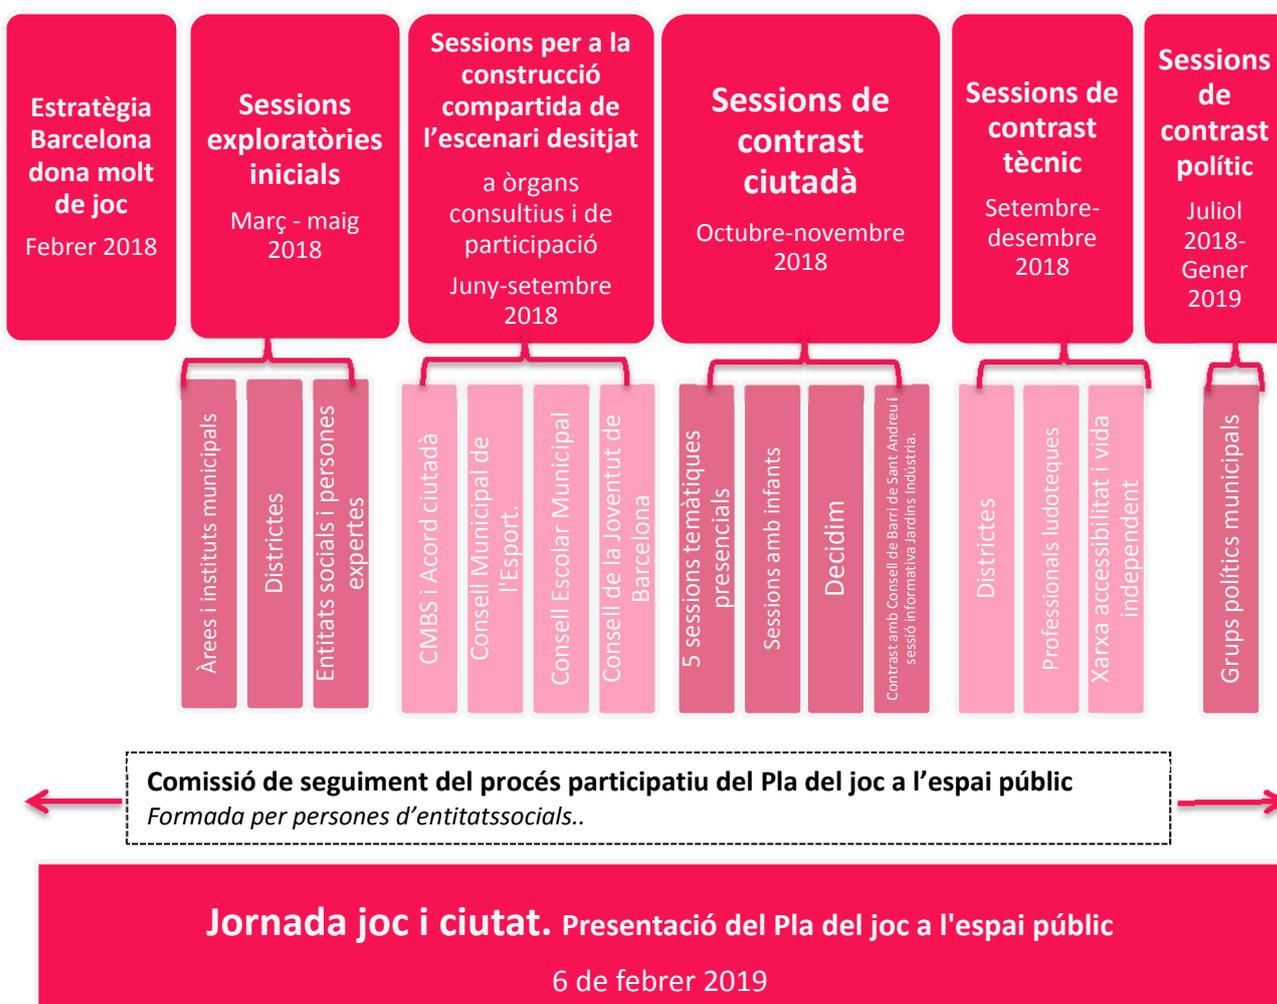 Estratègia
Barcelona
dona molt
de joc
Febrer 2018
Sessions
exploratòries
inicials
Març - maig
2018
Sessions per a la
construcció
compartida de
l’escenari desitjat
a òrgans
consultius i de
participació
Juny-setembre
2018
Sessions de
contrast
ciutadà
Octubre-novembre
2018
Sessions de
contrast
tècnic
Setembre-
desembre
2018
Sessions
de
contrast
polític
Juliol
2018-
Gener
2019
Àrees i instituts municipals
Districtes
Entitats socials i persones
expertes
CMBS i Acord ciutadà
Consell Municipal de
l'Esport.
Consell Escolar Municipal
Consell de la Joventut de
Barcelona
5 sessions temàtiques
presencials
Sessions amb infants
Decidim
Contrast amb Consell de Barri de Sant Andreu i
sessió informativa Jardins Indústria.
Districtes
Professionals ludoteques
Xarxa accessibilitat i vida
independent
Grups polítics municipals
Comissió de seguiment del procés participatiu del Pla del joc a l’espai públic
Formada per persones d’entitatssocials..
Jornada joc i ciutat. Presentació del Pla del joc a l'espai públic
6 de febrer 2019